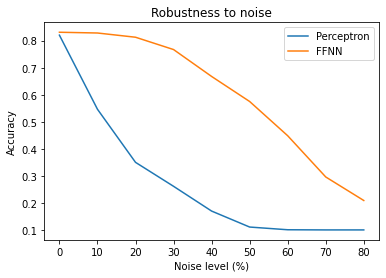 Robustness to noise
Perceptron
FFNN
Accuracy
0.8
0.7
0.6
0.5
0.4
0.3
0.2
0.1
0 10 20 30 40 50 60 70 80
Noise level (%)